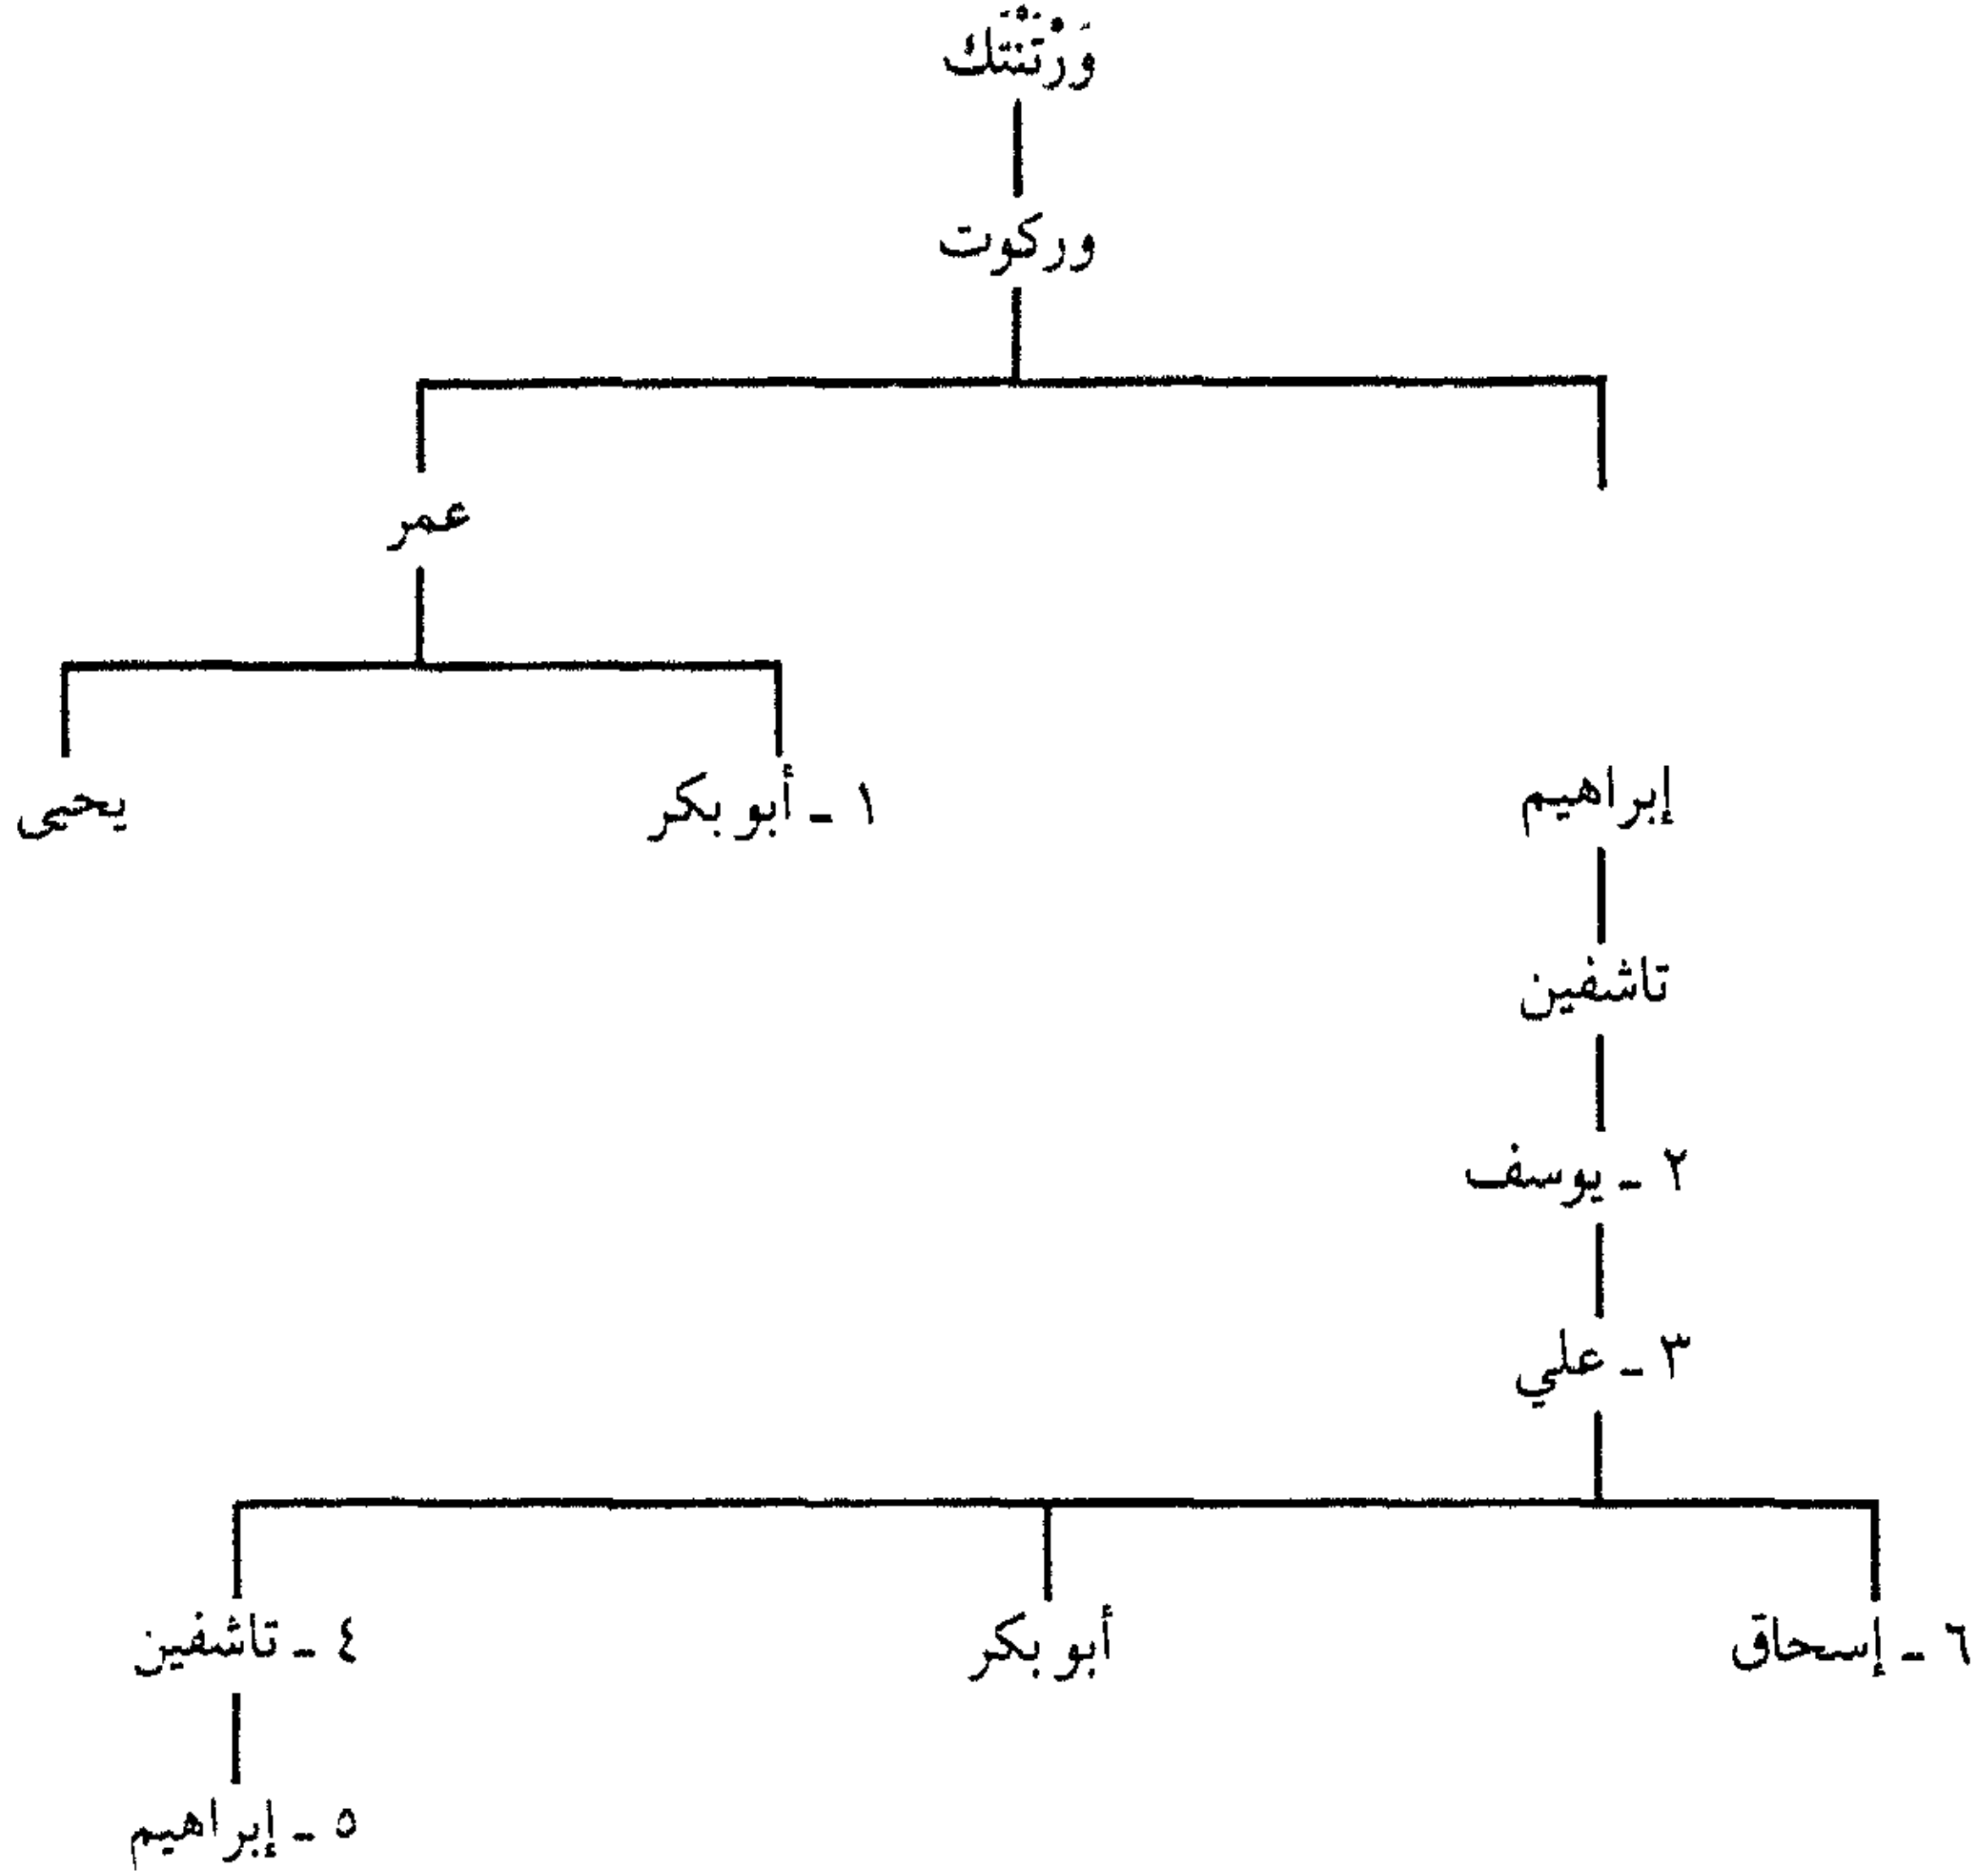 وَرْتَنْتَك
وركوت
عمر
١ - أبو بكر
يحيى
إبراهيم
تاشفين
٢ - يوسف
٣ - علي
٦ - إسحاق
أبو بكر
٤ - تاشفين
٥ - إبراهيم